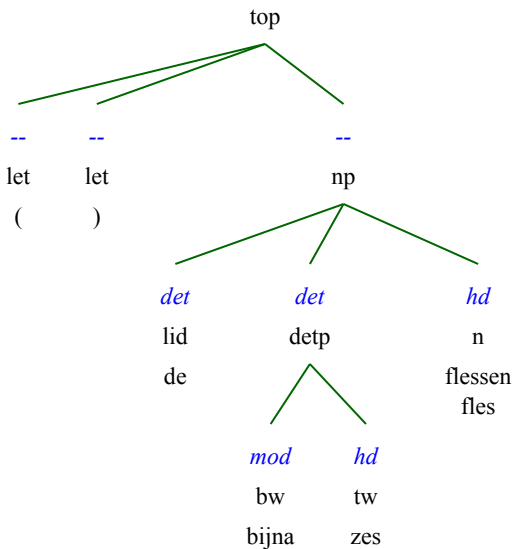 top
-- -- --
let let np
( )
det det hd
lid detp n
de flessen
fles
mod hd
bw tw
bijna zes